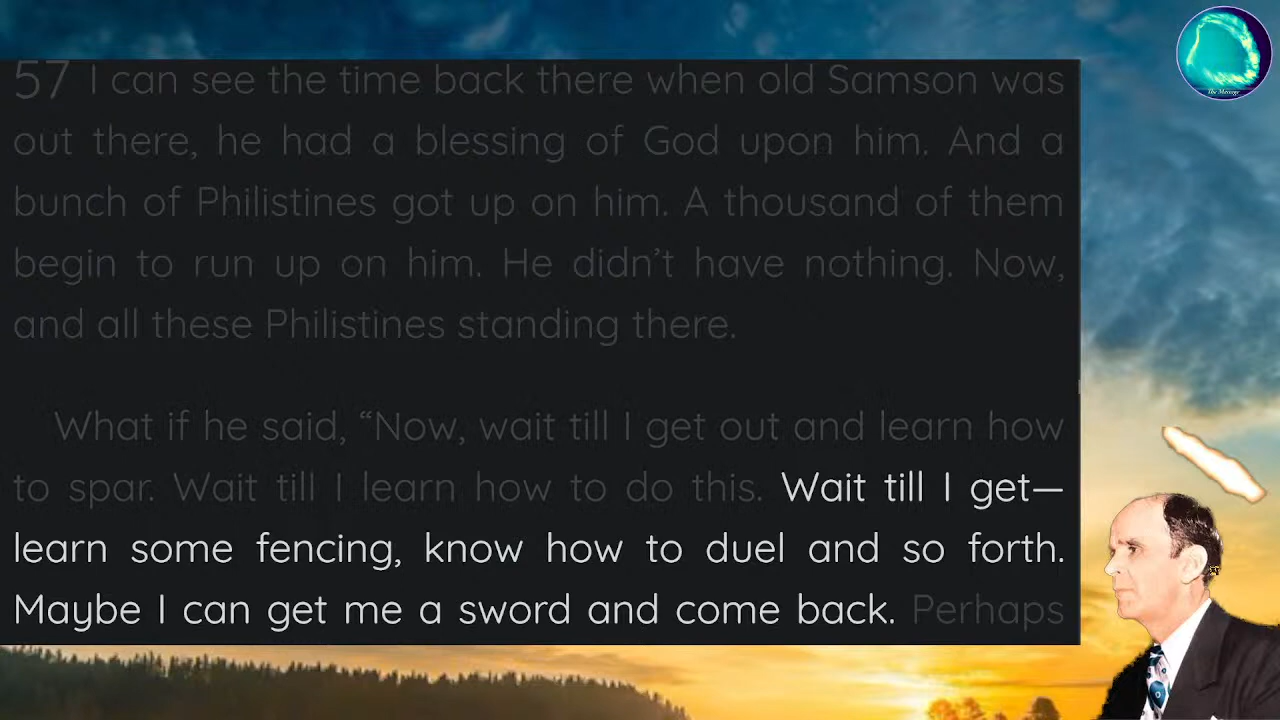 57 I can see the time back there when old Samson was
out there, he had a blessing of God upon him. And a
bunch of Philistines got up on him. A thousand of them
begin to run up on him. He didn’t have nothing. Now,
and all these Philistines standing there.
What if he said, “Now, wait till I get out and learn how
to spar. Wait till I learn how to do this. Wait till I get—
learn some fencing, know how to duel and so forth.
Maybe I can get me a sword and come back. Perhaps
The Message